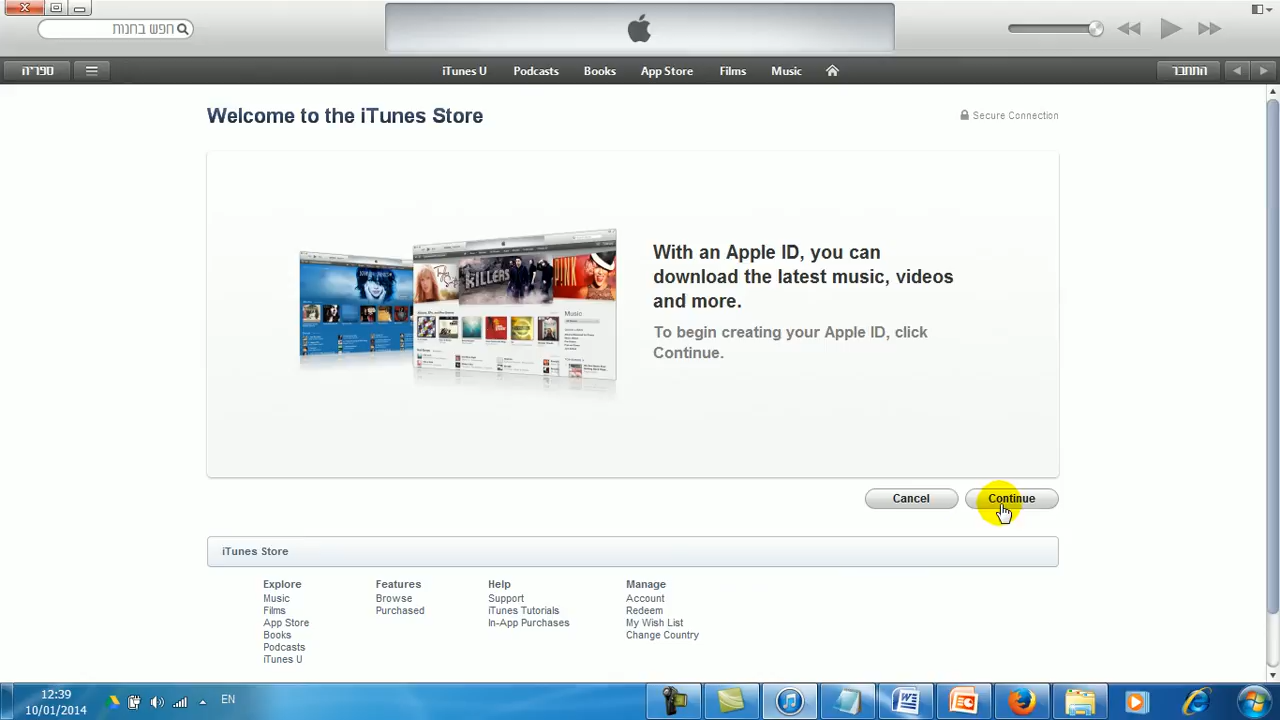 חפש בחנות
ספריה
iTunes U
Podcasts
Books
App Store
Films
Music
התחבר
Welcome to the iTunes Store
Secure Connection
KILLERS
P!NK
Music
With an Apple ID, you can
download the latest music, videos
and more.
To begin creating your Apple ID, click
Continue.
Cancel
Continue
iTunes Store
Explore
Music
Films
App Store
Books
Podcasts
iTunes U
Features
Browse
Purchased
Help
Support
iTunes Tutorials
In-App Purchases
Manage
Account
Redeem
My Wish List
Change Country
12:39
10/01/2014
EN